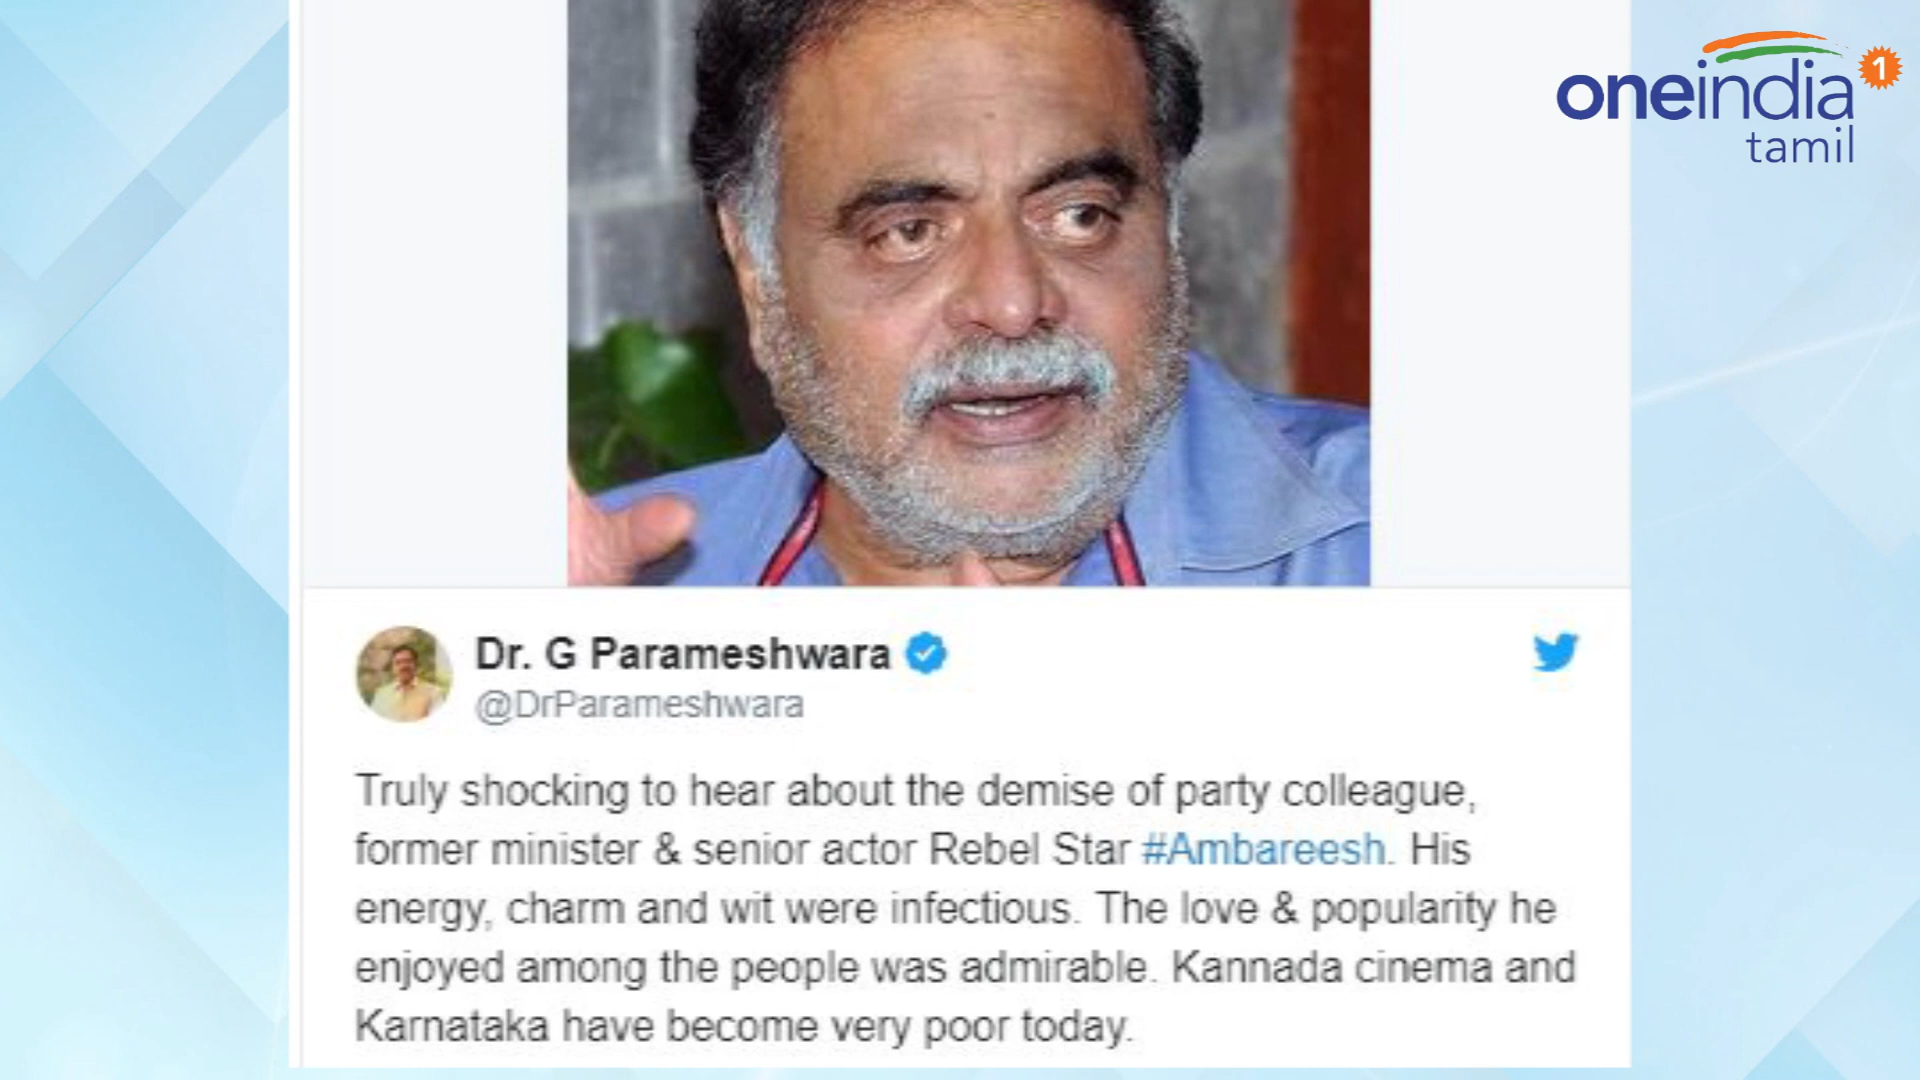 oneindia 1
tamil
Dr. G Parameshwara
@DrParameshwara
Truly shocking to hear about the demise of party colleague,
former minister & senior actor Rebel Star #Ambareesh. His
energy, charm and wit were infectious. The love & popularity he
enjoyed among the people was admirable. Kannada cinema and
Karnataka have become very poor today.